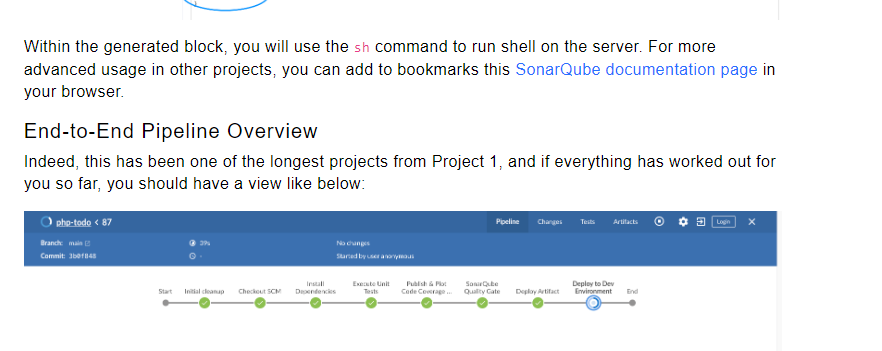 Within the generated block, you will use the sh command to run shell on the server. For more
advanced usage in other projects, you can add to bookmarks this SonarQube documentation page in
your browser.
End-to-End Pipeline Overview
Indeed, this has been one of the longest projects from Project 1, and if everything has worked out for
you so far, you should have a view like below:
php-todo < 87
Pipeline Changes Tests Artifacts Login
Branch: main
No changes
Commit: 3b0f848
Started by user anonymous
Start
Initial cleanup
Checkout SCM
Install
Dependencies
Execute Unit
Tests
Publish & Plot
Code Coverage ...
SonarQube
Quality Gate
Deploy Artifact
Deploy to Dev
Environment
End